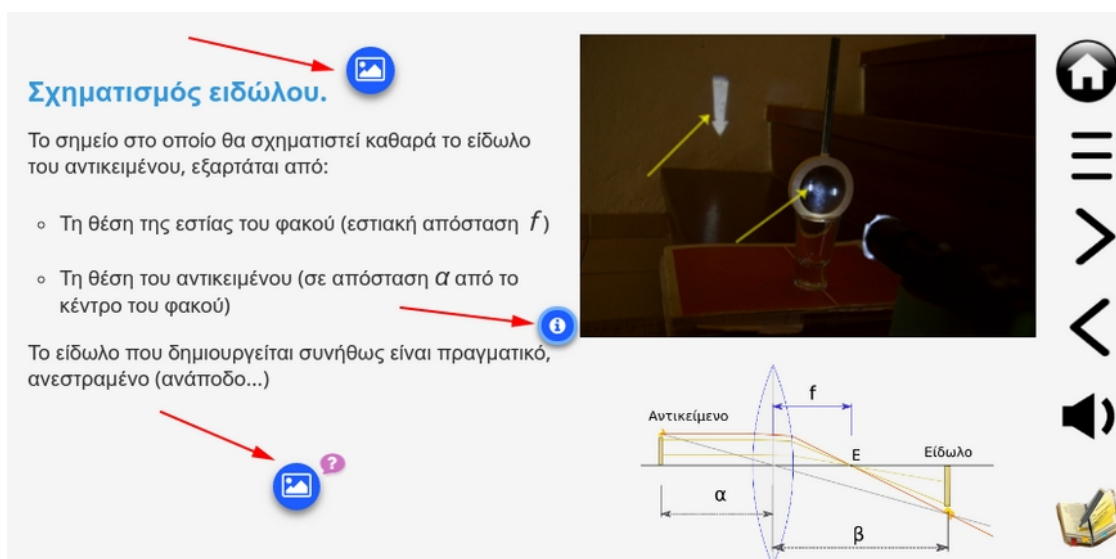 Σχηματισμός ειδώλου.
Το σημείο στο οποίο θα σχηματιστεί καθαρά το είδωλο
του αντικειμένου, εξαρτάται από:
Τη θέση της εστίας του φακού (εστιακή απόσταση f)
Τη θέση του αντικειμένου (σε απόσταση α από το
κέντρο του φακού)
Το είδωλο που δημιουργείται συνήθως είναι πραγματικό,
ανεστραμένο (ανάποδο...)
?
f
Αντικείμενο
E
Είδωλο
α
β